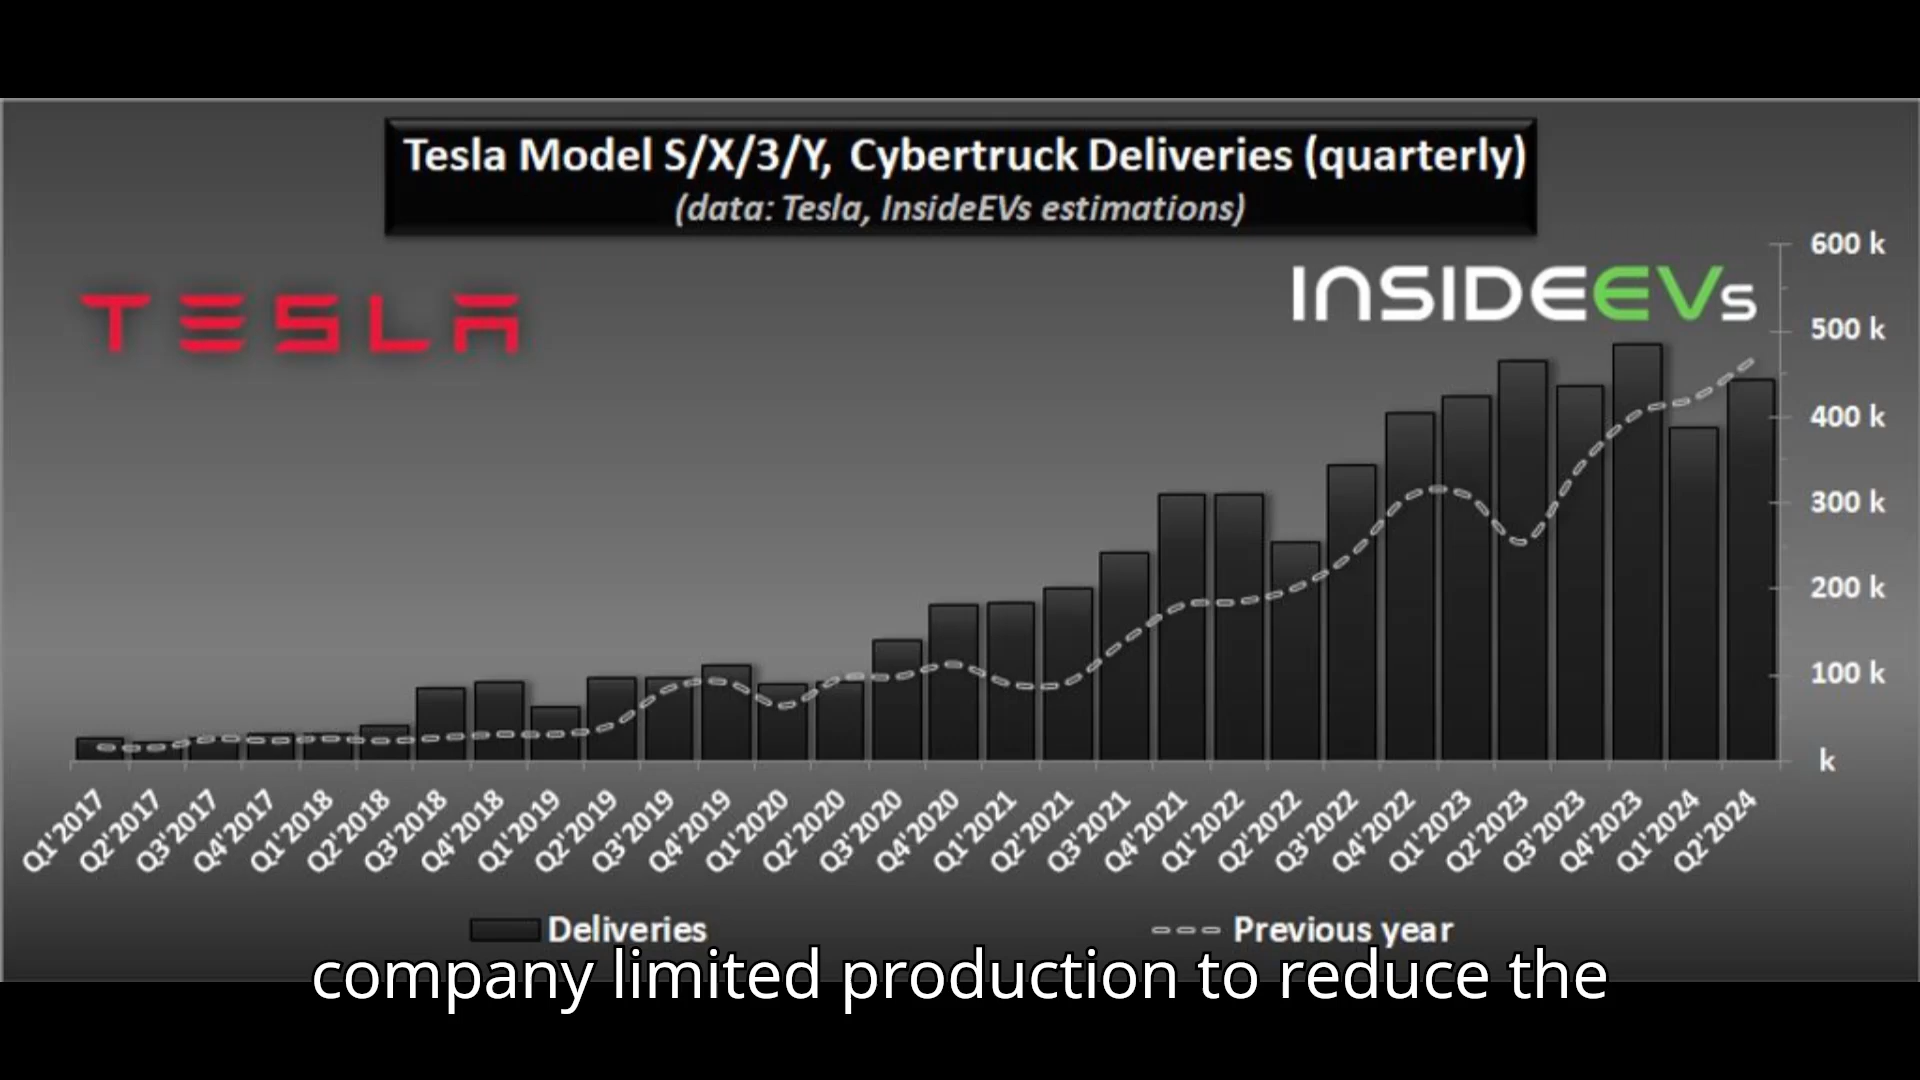 Tesla Model S/X/3/Y, Cybertruck Deliveries (quarterly)
(data: Tesla, InsideEVs estimations)
TESLA
INSIDEEVs
600 k
500 k
400 k
300 k
200 k
100 k
k
Q1'2017
Q2'2017
Q3'2017
Q4'2017
Q1'2018
Q2'2018
Q3'2018
Q4'2018
Q1'2019
Q2'2019
Q3'2019
Q4'2019
Q1'2020
Q2'2020
Q3'2020
Q4'2020
Q1'2021
Q2'2021
Q3'2021
Q4'2021
Q1'2022
Q2'2022
Q3'2022
Q4'2022
Q1'2023
Q2'2023
Q3'2023
Q4'2023
Q1'2024
Q2'2024
Deliveries
Previous year
company limited production to reduce the